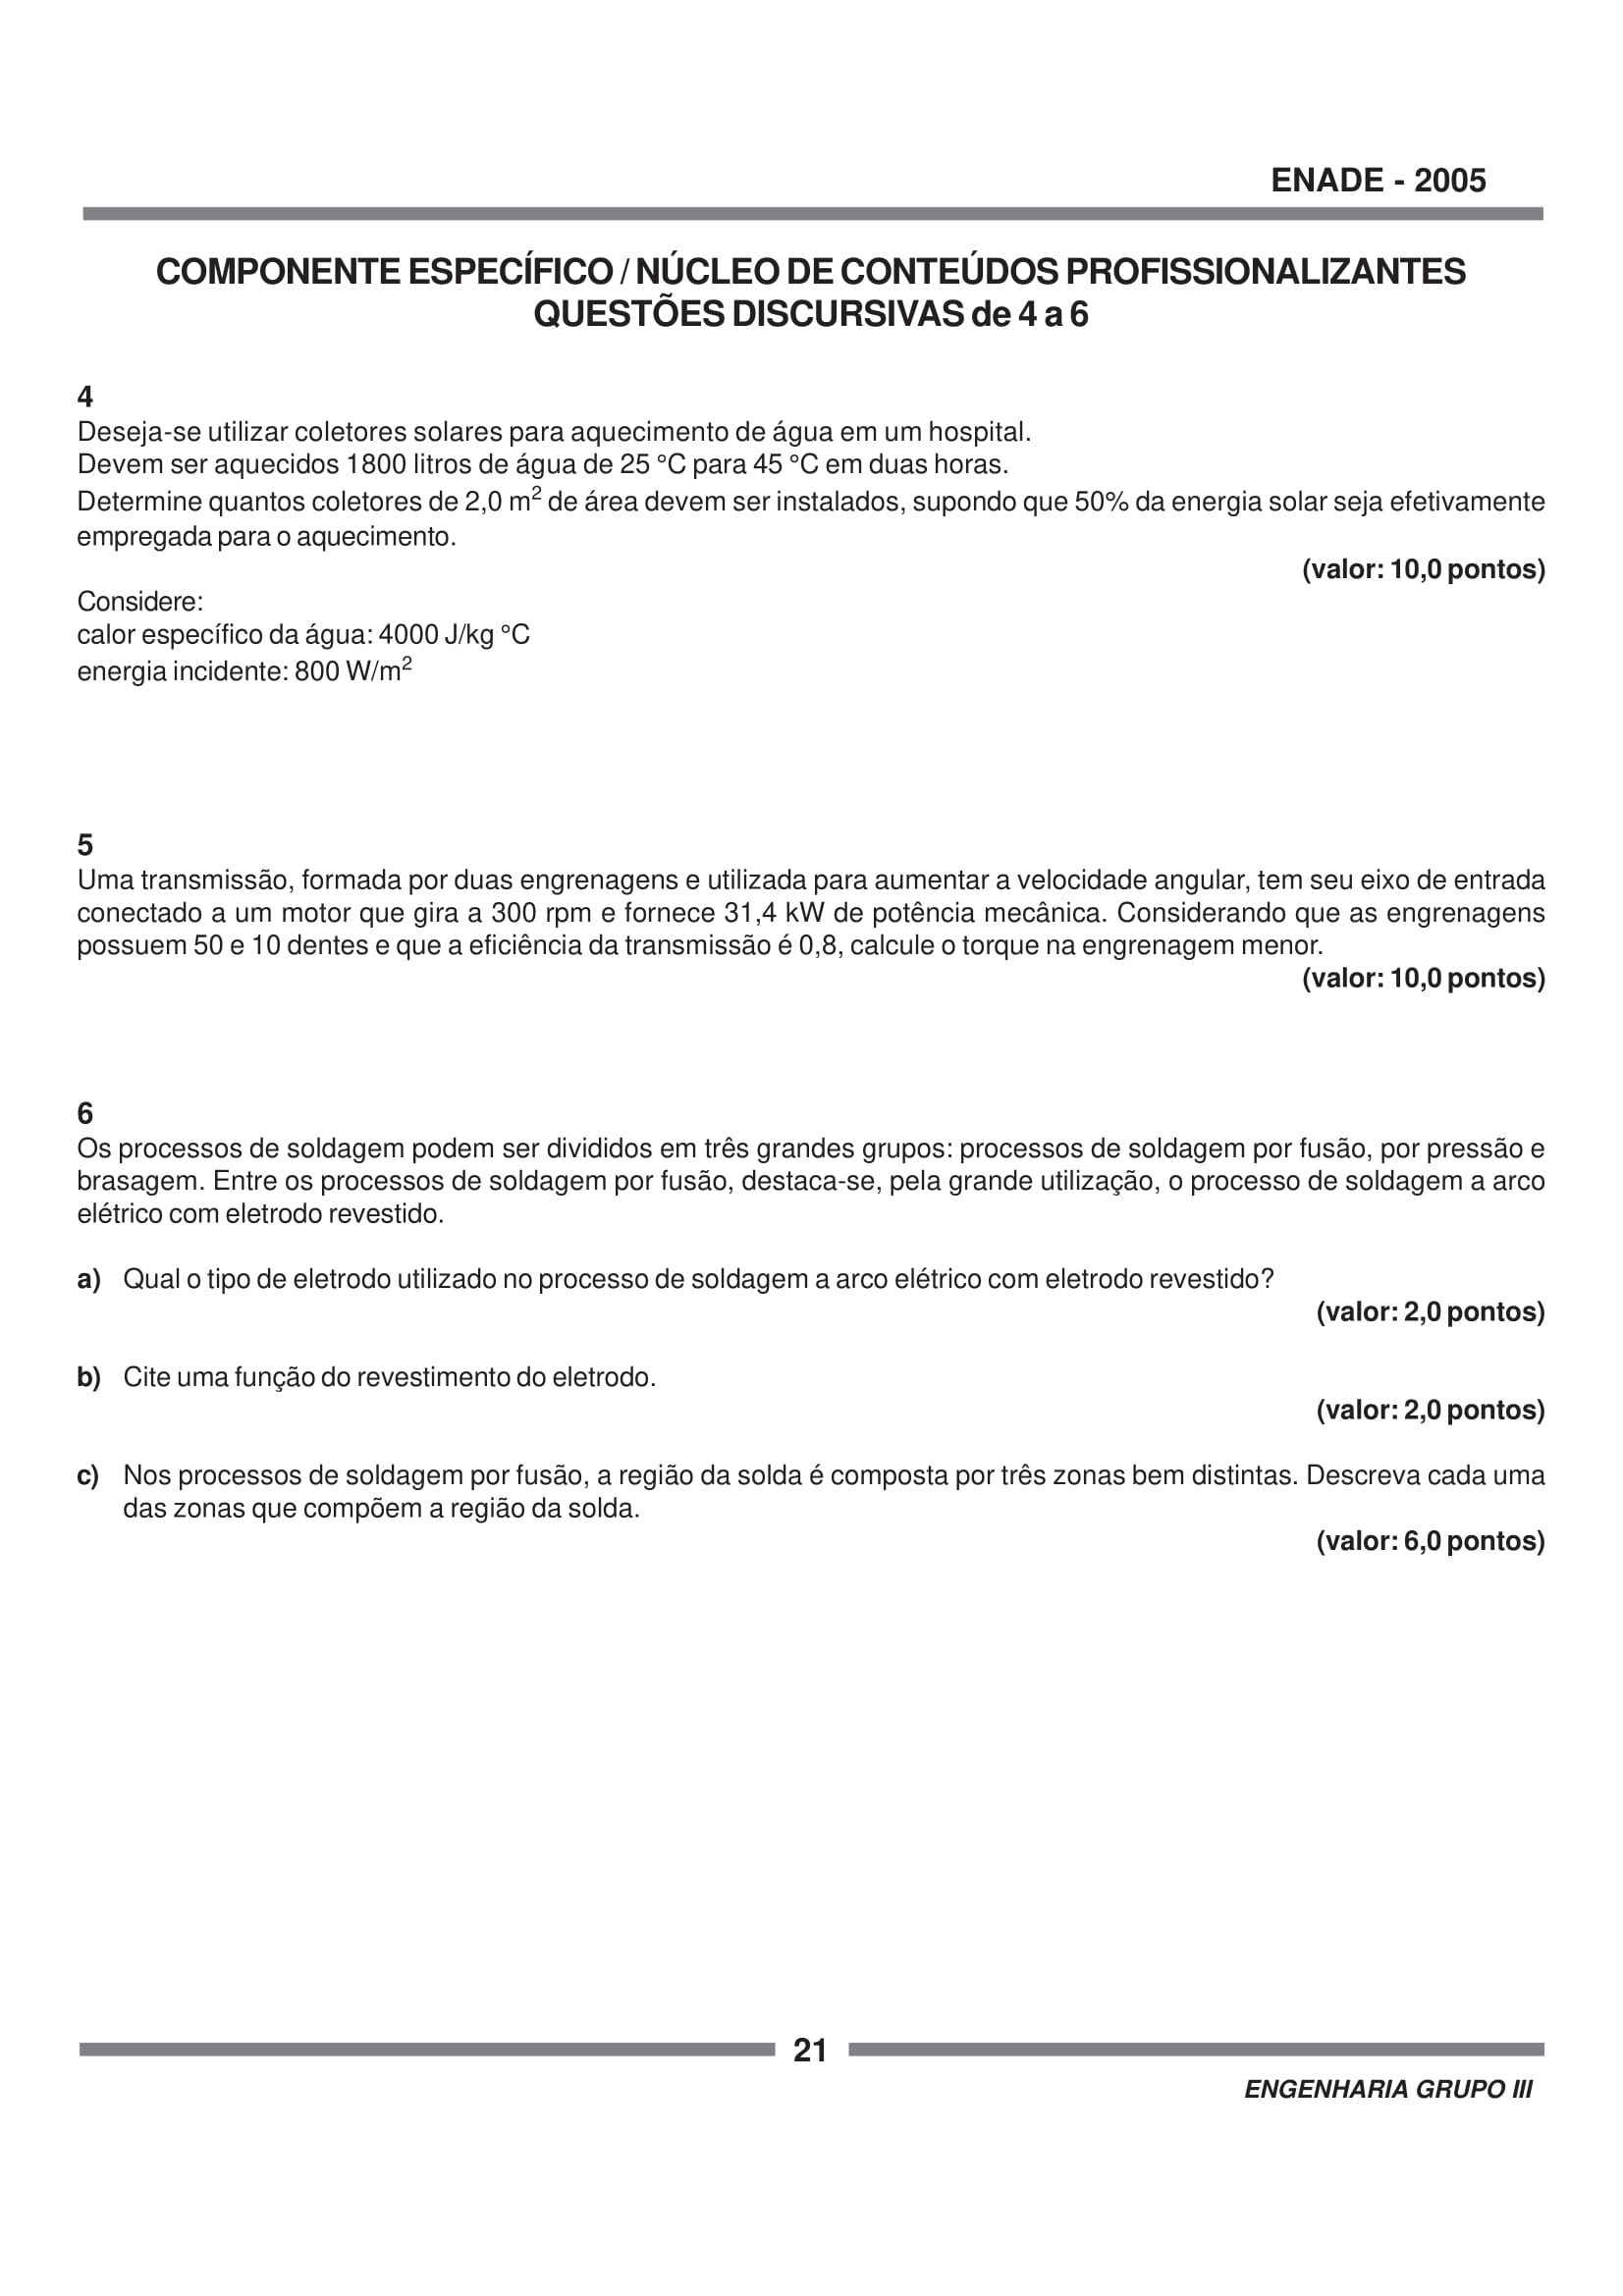 ENADE - 2005
COMPONENTE ESPECÍFICO / NÚCLEO DE CONTEÚDOS PROFISSIONALIZANTES
QUESTÕES DISCURSIVAS de 4 a 6
4
Deseja-se utilizar coletores solares para aquecimento de água em um hospital.
Devem ser aquecidos 1800 litros de água de 25 °C para 45 °C em duas horas.
Determine quantos coletores de 2,0 m² de área devem ser instalados, supondo que 50% da energia solar seja efetivamente
empregada para o aquecimento.
(valor: 10,0 pontos)
Considere:
calor específico da água: 4000 J/kg °C
energia incidente: 800 W/m²
5
Uma transmissão, formada por duas engrenagens e utilizada para aumentar a velocidade angular, tem seu eixo de entrada
conectado a um motor que gira a 300 rpm e fornece 31,4 kW de potência mecânica. Considerando que as engrenagens
possuem 50 e 10 dentes e que a eficiência da transmissão é 0,8, calcule o torque na engrenagem menor.
(valor: 10,0 pontos)
6
Os processos de soldagem podem ser divididos em três grandes grupos: processos de soldagem por fusão, por pressão e
brasagem. Entre os processos de soldagem por fusão, destaca-se, pela grande utilização, o processo de soldagem a arco
elétrico com eletrodo revestido.
a) Qual o tipo de eletrodo utilizado no processo de soldagem a arco elétrico com eletrodo revestido?
(valor: 2,0 pontos)
b) Cite uma função do revestimento do eletrodo.
(valor: 2,0 pontos)
c) Nos processos de soldagem por fusão, a região da solda é composta por três zonas bem distintas. Descreva cada uma
das zonas que compõem a região da solda.
(valor: 6,0 pontos)
21
ENGENHARIA GRUPO III